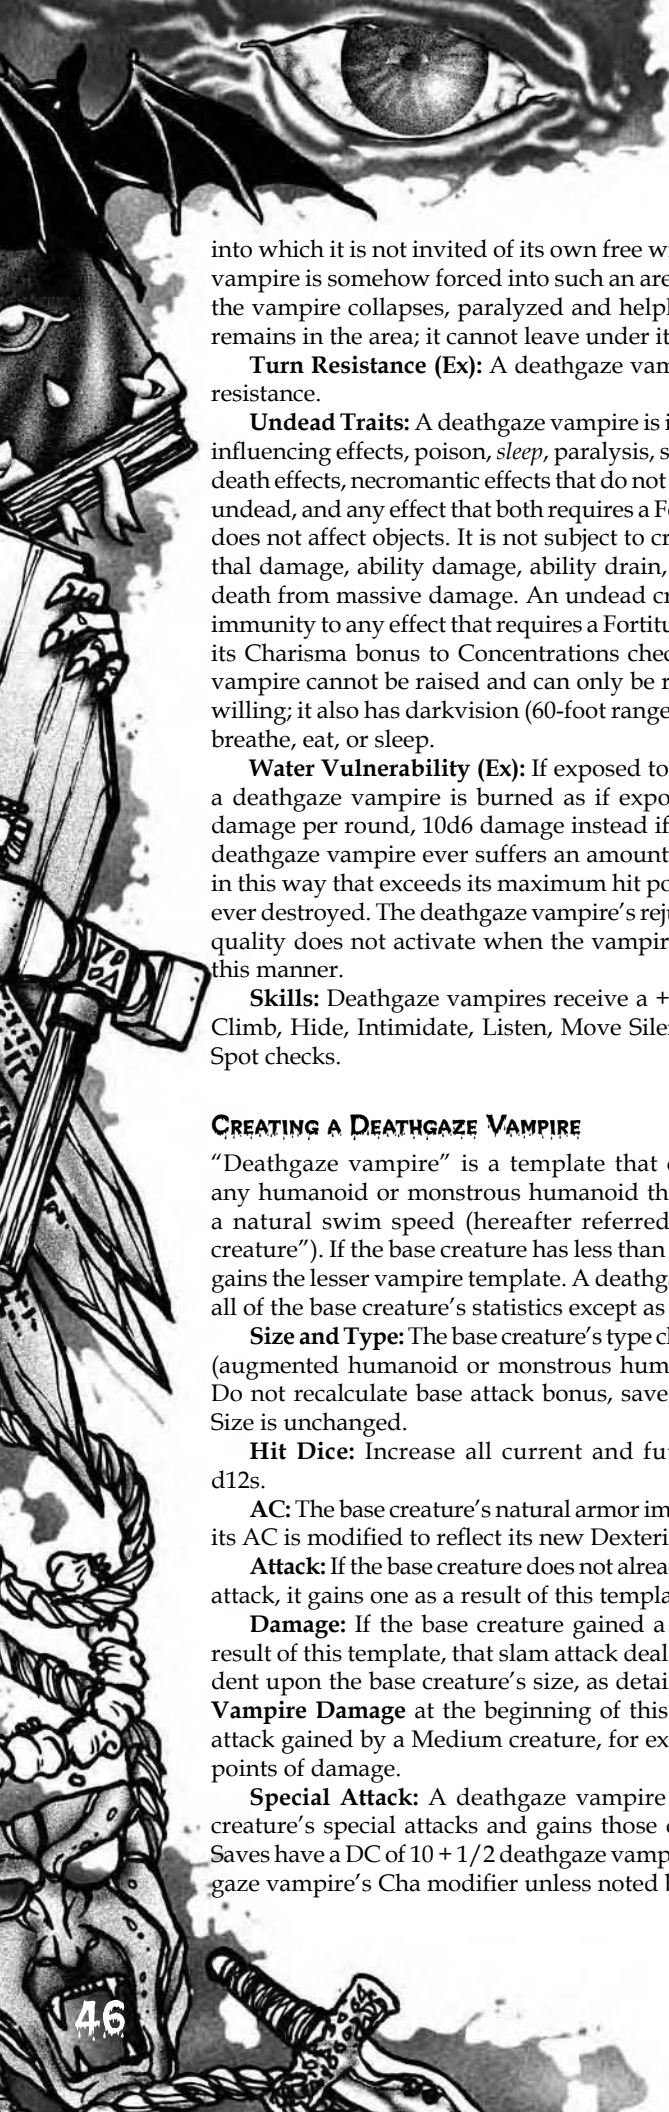 into which it is not invited of its own free w
vampire is somehow forced into such an are
the vampire collapses, paralyzed and helpl
remains in the area; it cannot leave under it
Turn Resistance (Ex): A deathgaze vam
resistance.
Undead Traits: A deathgaze vampire is i
influencing effects, poison, sleep, paralysis, s
death effects, necromantic effects that do not
undead, and any effect that both requires a Fo
does not affect objects. It is not subject to cr
thal damage, ability damage, ability drain,
death from massive damage. An undead cr
immunity to any effect that requires a Fortitu
its Charisma bonus to Concentrations chec
vampire cannot be raised and can only be r
willing; it also has darkvision (60-foot range
breathe, eat, or sleep.
Water Vulnerability (Ex): If exposed to
a deathgaze vampire is burned as if expo
damage per round, 10d6 damage instead if
deathgaze vampire ever suffers an amount
in this way that exceeds its maximum hit po
ever destroyed. The deathgaze vampire's reju
quality does not activate when the vampir
this manner.
Skills: Deathgaze vampires receive a +
Climb, Hide, Intimidate, Listen, Move Sile
Spot checks.
Creating a Deathgaze Vampire
“Deathgaze vampire” is a template that
any humanoid or monstrous humanoid th
a natural swim speed (hereafter referred
creature”). If the base creature has less than
gains the lesser vampire template. A deathg
all of the base creature's statistics except as
Size and Type: The base creature's type c
(augmented humanoid or monstrous hum
Do not recalculate base attack bonus, save
Size is unchanged.
Hit Dice: Increase all current and fu
d12s.
AC: The base creature's natural armor im
its AC is modified to reflect its new Dexteri
Attack: If the base creature does not alrea
attack, it gains one as a result of this templa
Damage: If the base creature gained a
result of this template, that slam attack deal
dent upon the base creature's size, as detai
Vampire Damage at the beginning of this
attack gained by a Medium creature, for ex
points of damage.
Special Attack: A deathgaze vampire
creature's special attacks and gains those
Saves have a DC of 10 + 1/2 deathgaze vamp
gaze vampire's Cha modifier unless noted b
46